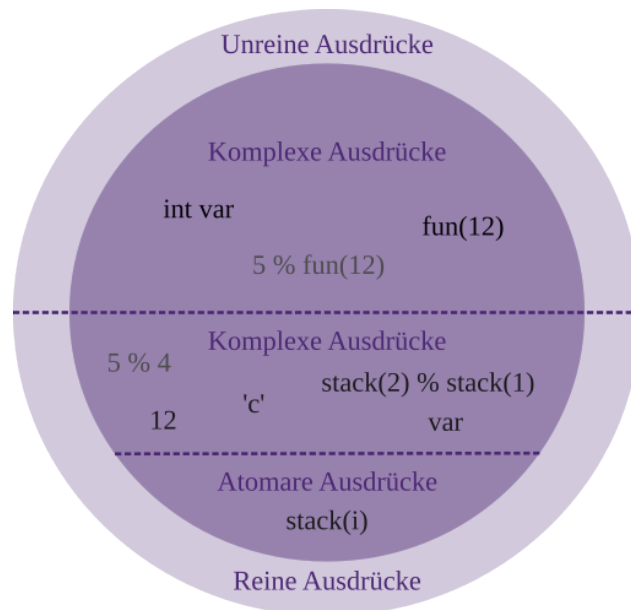 Unreine Ausdrücke
Komplexe Ausdrücke
int var
fun(12)
5 % fun(12)
Komplexe Ausdrücke
5 % 4
stack(2) % stack(1)
'c'
12
var
Atomare Ausdrücke
stack(i)
Reine Ausdrücke